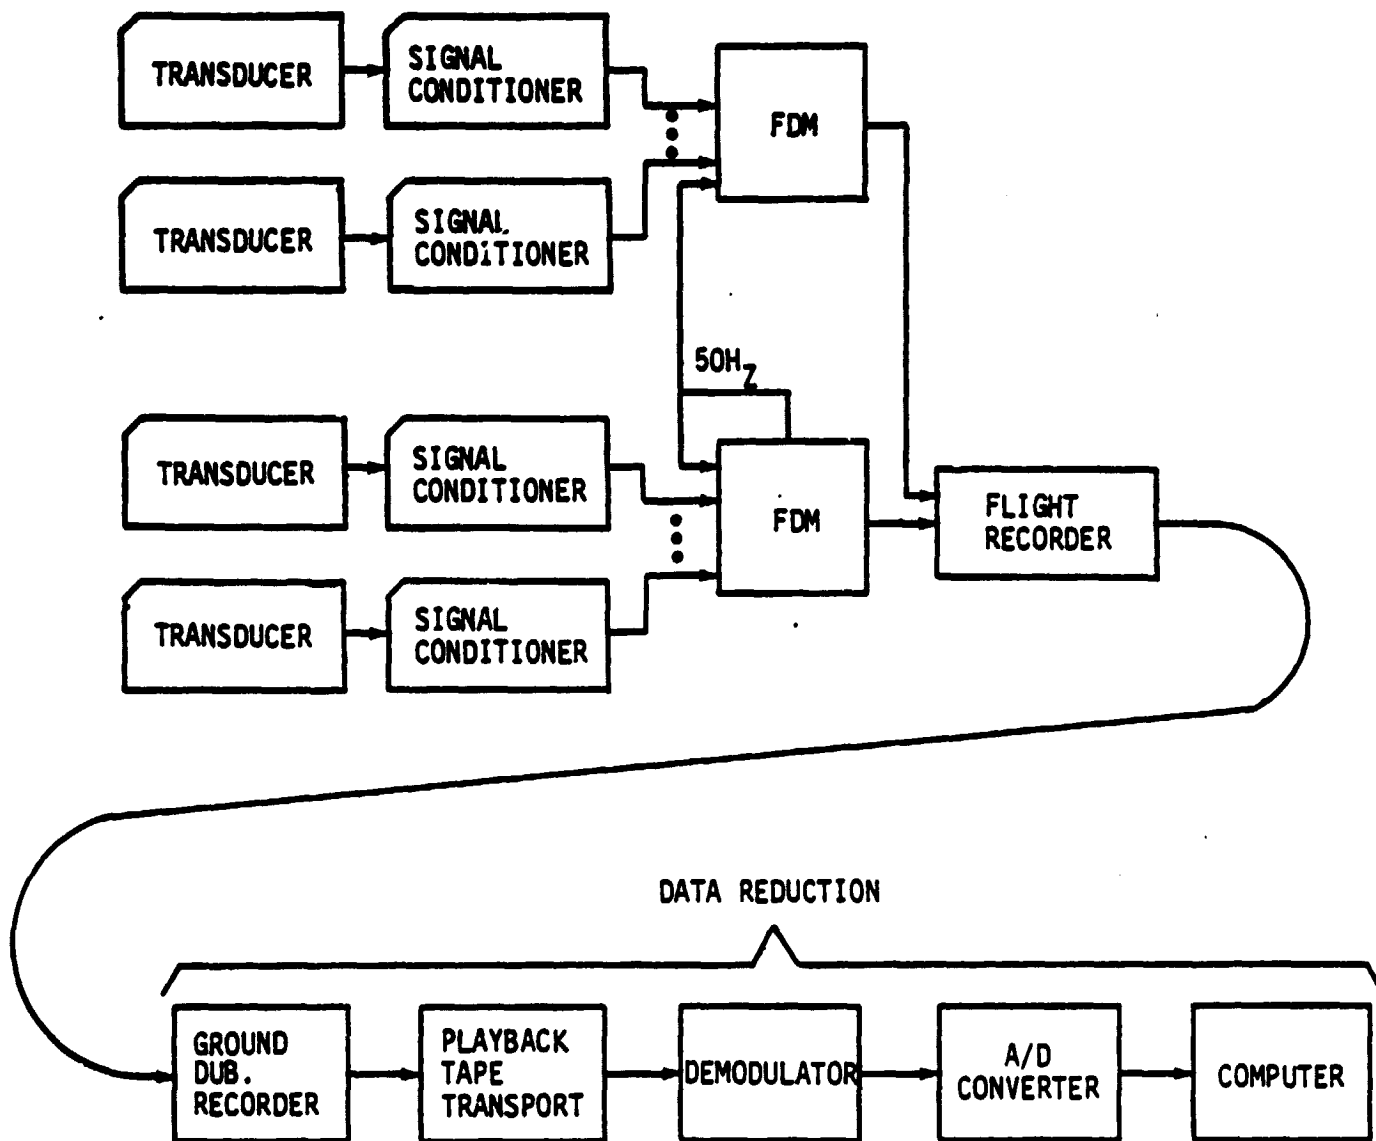 TRANSDUCER
SIGNAL
CONDITIONER
FDM
TRANSDUCER
SIGNAL
CONDITIONER
50Hz
TRANSDUCER
SIGNAL
CONDITIONER
FDM
FLIGHT
RECORDER
TRANSDUCER
SIGNAL
CONDITIONER
DATA REDUCTION
GROUND
DUB.
RECORDER
PLAYBACK
TAPE
TRANSPORT
DEMODULATOR
A/D
CONVERTER
COMPUTER